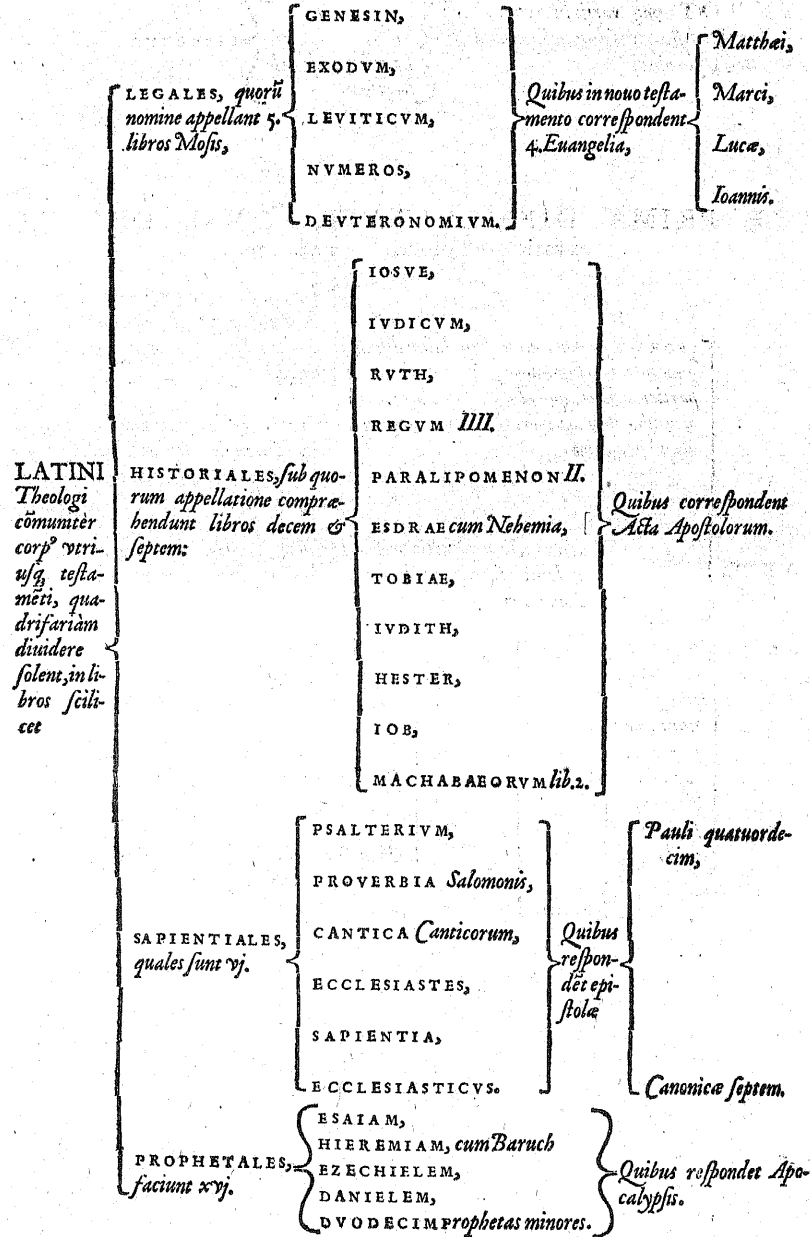 LATINI
Theologi
cōmuniter
corp⁹ vtri-
usq; testa-
mēti, qua-
drifariàm
diuidere
solent, in li-
bros scili-
cet
LEGALES, quorū
nomine appellant 5.
libros Mosis,
GENESIN,
EXODVM,
LEVITICVM,
NVMEROS,
DEVTERONOMIVM.
Quibus in nouo testa-
mento correspondent
4. Euangelia,
Matthæi,
Marci,
Lucæ,
Ioannis.
HISTORIALES, sub quo-
rum appellatione compræ-
hendunt libros decem &
septem:
IOSVE,
IVDICVM,
RVTH,
REGVM IIII.
PARALIPOMENON II.
ESDRAE cum Nehemia,
TOBIAE,
IVDITH,
HESTER,
IOB,
MACHABAEORVM lib. 2.
Quibus correspondent
Acta Apostolorum.
SAPIENTIALES,
quales sunt vj.
PSALTERIVM,
PROVERBIA Salomonis,
CANTICA Canticorum,
ECCLESIASTES,
SAPIENTIA,
ECCLESIASTICVS.
Quibus
respon-
dēt epi-
stolæ
Pauli quatuorde-
cim,
Canonicæ septem.
PROPHETALES,
faciunt xvj.
ESAIAM,
HIEREMIAM, cum Baruch
EZECHIELEM,
DANIELEM,
DVODECIM prophetas minores.
Quibus respondet Apo-
calypsis.